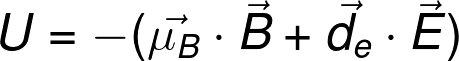 U = −(μ⃗_B · B⃗ + d⃗_e · E⃗)